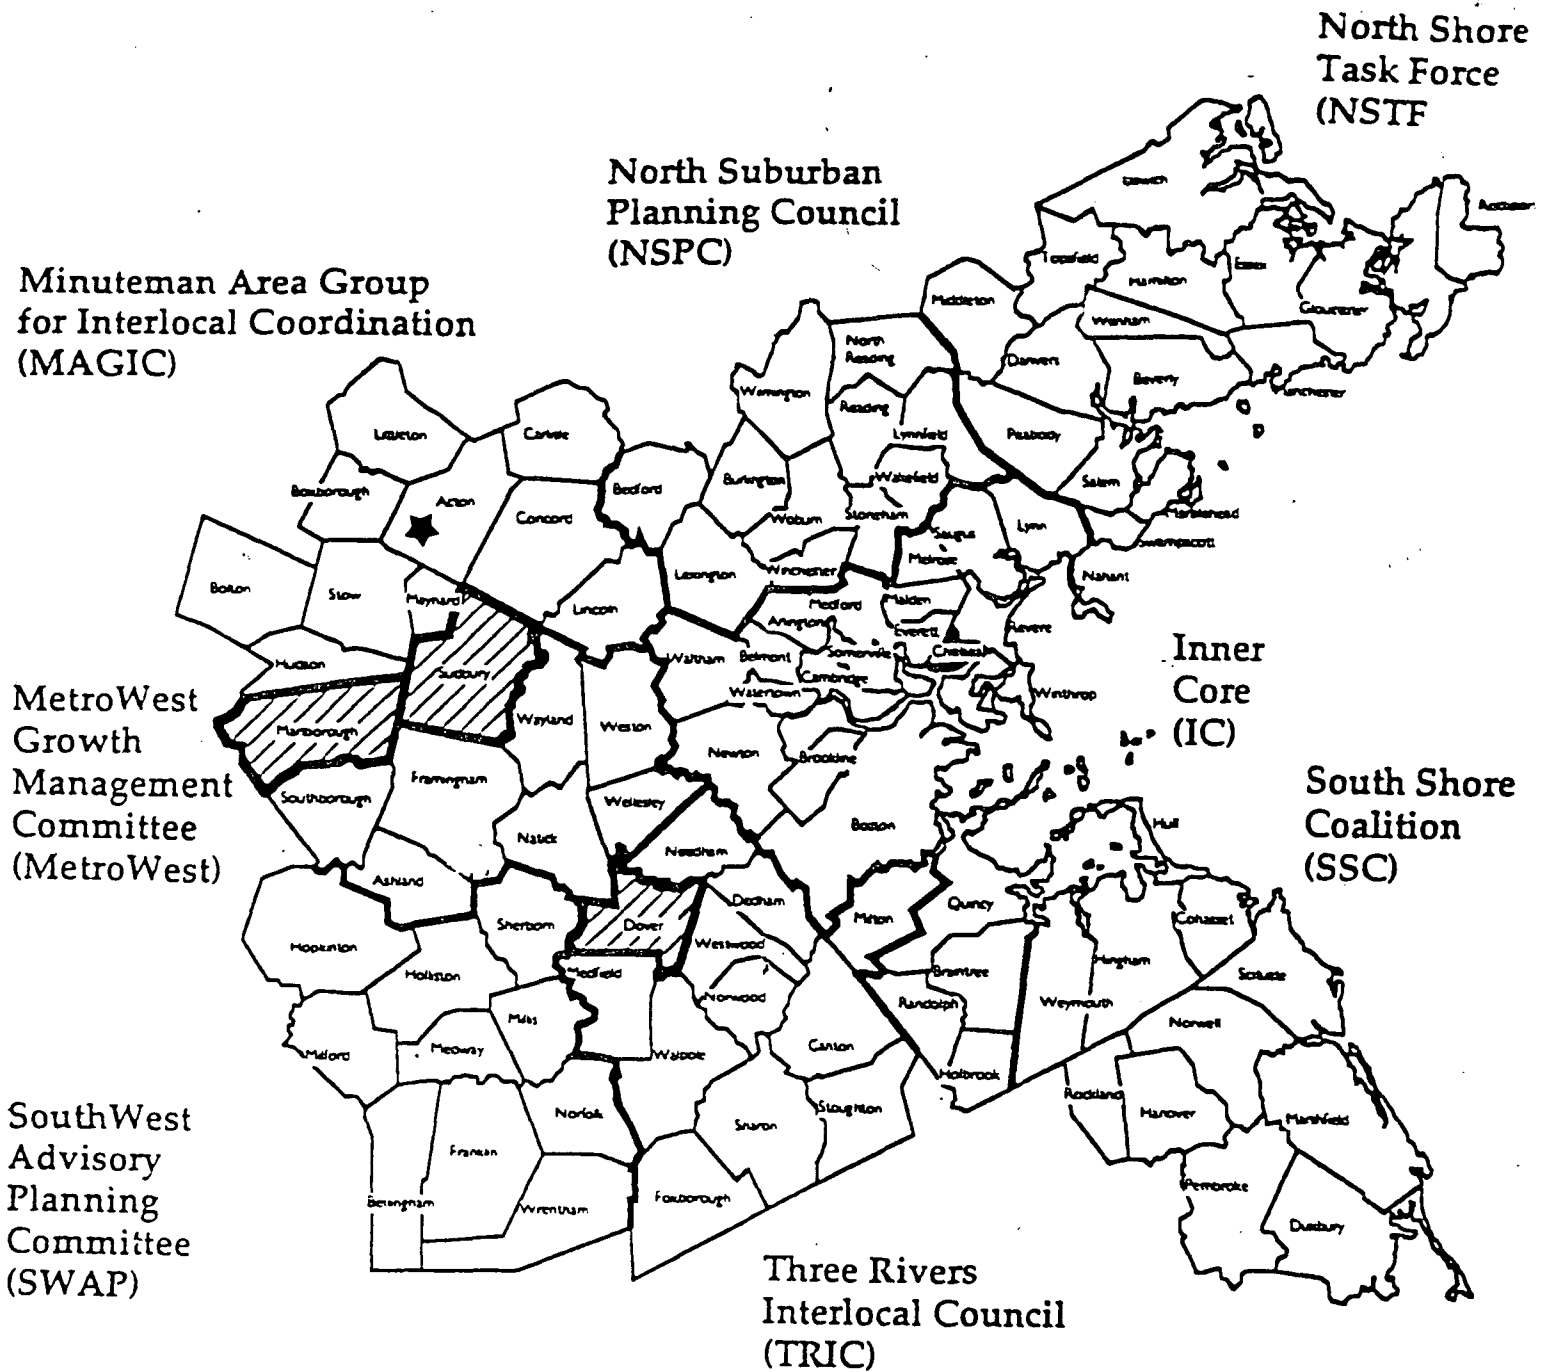 North Shore
Task Force
(NSTF
North Suburban
Planning Council
(NSPC)
Minuteman Area Group
for Interlocal Coordination
(MAGIC)
Ipswich
Rockport
Topsfield
Hamilton
Essex
Gloucester
Middleton
Wenham
Danvers
Beverly
Manchester
North
Reading
Wilmington
Reading
Lynnfield
Peabody
Salem
Marblehead
Swampscott
Littleton
Carlisle
Boxborough
Acton
Concord
Bedford
Burlington
Woburn
Wakefield
Stoneham
Saugus
Lynn
Melrose
Nahant
Bolton
Stow
Maynard
Lincoln
Lexington
Winchester
Medford
Malden
Arlington
Everett
Revere
Hudson
Sudbury
Waltham
Belmont
Somerville
Chelsea
Cambridge
Watertown
Winthrop
Inner
Core
(IC)
MetroWest
Growth
Management
Committee
(MetroWest)
Marlborough
Wayland
Weston
Newton
Brookline
Framingham
Southborough
Wellesley
Natick
Needham
Boston
Hull
South Shore
Coalition
(SSC)
Ashland
Sherborn
Dover
Dedham
Westwood
Milton
Quincy
Cohasset
Hopkinton
Holliston
Medfield
Norwood
Braintree
Randolph
Hingham
Weymouth
Scituate
Milford
Medway
Millis
Walpole
Canton
Holbrook
Norwell
Rockland
Hanover
Marshfield
SouthWest
Advisory
Planning
Committee
(SWAP)
Norfolk
Franklin
Bellingham
Wrentham
Foxborough
Sharon
Stoughton
Pembroke
Duxbury
Three Rivers
Interlocal Council
(TRIC)